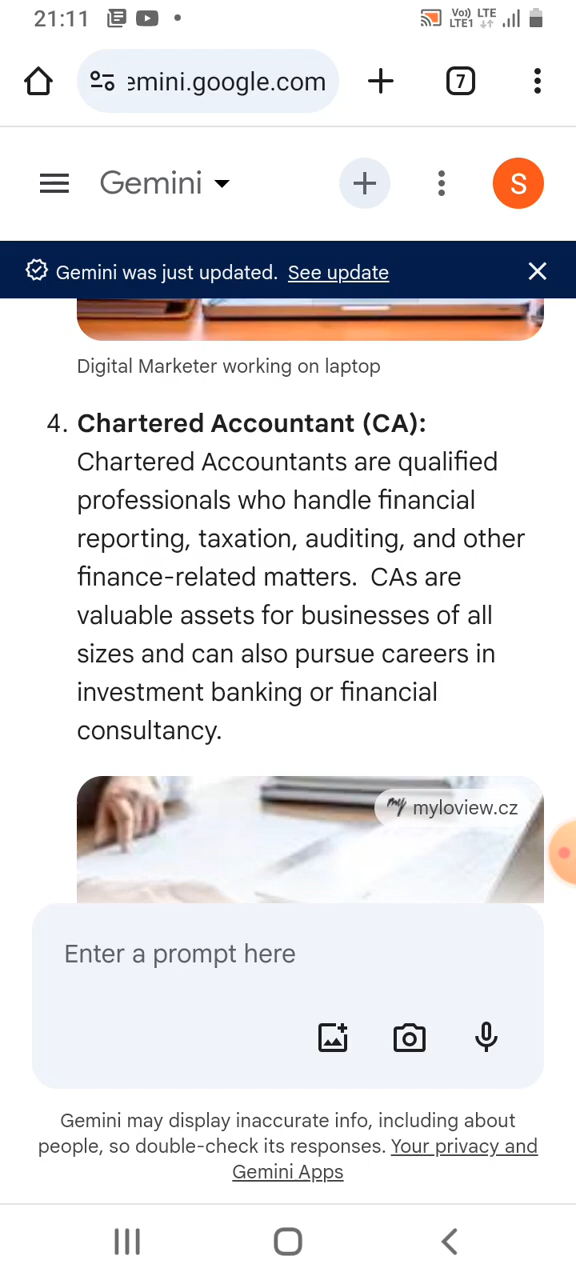 21:11
Vo) LTE
LTE1
emini.google.com
7
Gemini
S
Gemini was just updated. See update
Digital Marketer working on laptop
4. Chartered Accountant (CA):
Chartered Accountants are qualified
professionals who handle financial
reporting, taxation, auditing, and other
finance-related matters. CAs are
valuable assets for businesses of all
sizes and can also pursue careers in
investment banking or financial
consultancy.
my myloview.cz
Enter a prompt here
Gemini may display inaccurate info, including about
people, so double-check its responses. Your privacy and
Gemini Apps